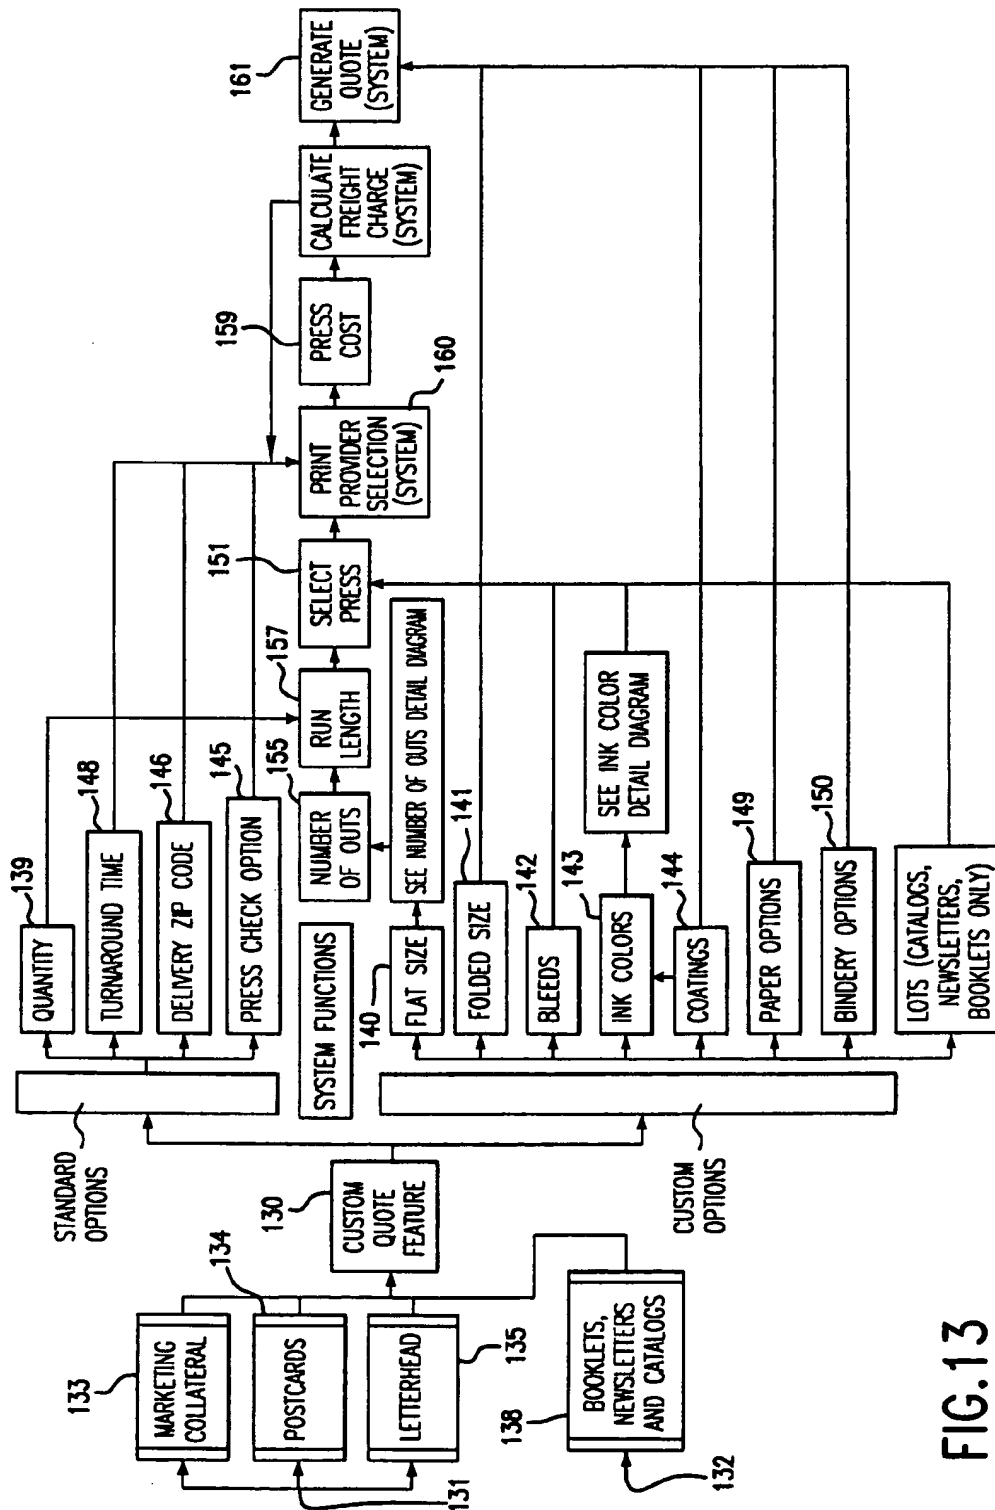 133
MARKETING
COLLATERAL
134
POSTCARDS
131
LETTERHEAD
135
138
BOOKLETS,
NEWSLETTERS
AND CATALOGS
132
130
CUSTOM
QUOTE
FEATURE
STANDARD
OPTIONS
CUSTOM
OPTIONS
139
QUANTITY
148
TURNAROUND TIME
146
DELIVERY ZIP CODE
145
PRESS CHECK OPTION
SYSTEM FUNCTIONS
140
FLAT SIZE
141
FOLDED SIZE
142
BLEEDS
143
INK COLORS
144
COATINGS
149
PAPER OPTIONS
150
BINDERY OPTIONS
LOTS (CATALOGS,
NEWSLETTERS,
BOOKLETS ONLY)
155
NUMBER
OF OUTS
157
RUN
LENGTH
SEE NUMBER OF OUTS DETAIL DIAGRAM
SEE INK COLOR
DETAIL DIAGRAM
151
SELECT
PRESS
160
PRINT
PROVIDER
SELECTION
(SYSTEM)
159
PRESS
COST
CALCULATE
FREIGHT
CHARGE
(SYSTEM)
161
GENERATE
QUOTE
(SYSTEM)
FIG.13